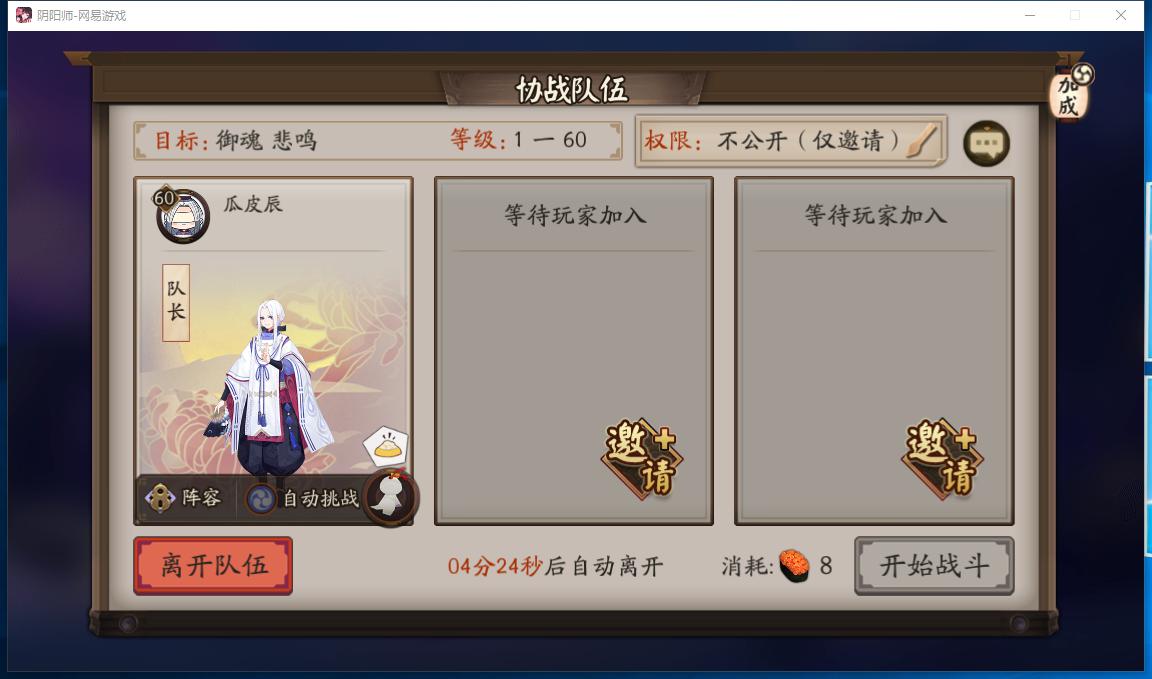 阴阳师-网易游戏
协战队伍
加成
目标: 御魂 悲鸣
等级: 1 一 60
权限: 不公开（仅邀请）
60
瓜皮辰
队长
阵容
自动挑战
等待玩家加入
邀请
等待玩家加入
邀请
离开队伍
04分24秒后自动离开
消耗: 8
开始战斗